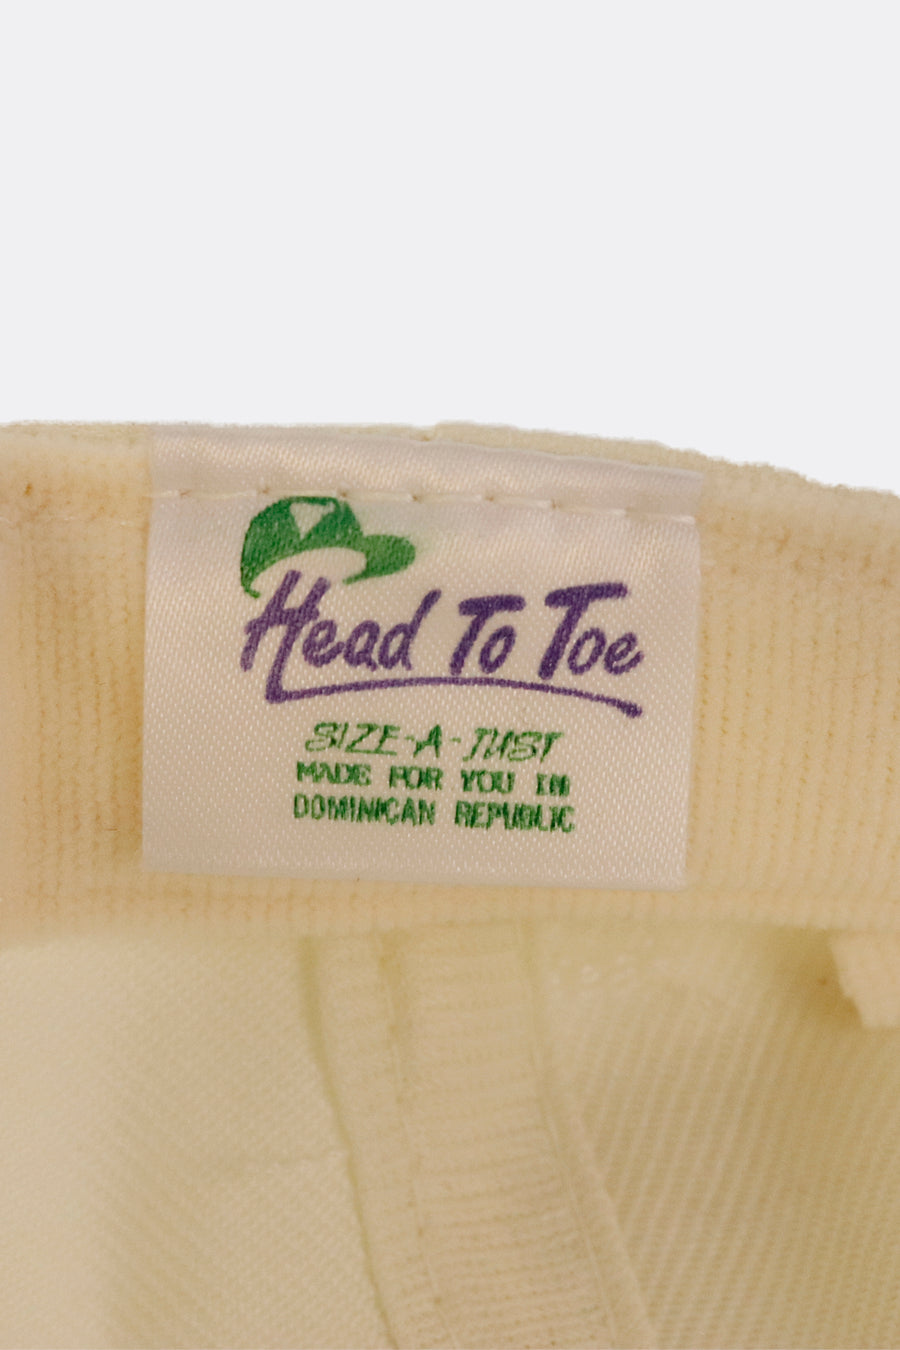 Head To Toe
SIZE-A-JUST
MADE FOR YOU IN
DOMINICAN REPUBLIC